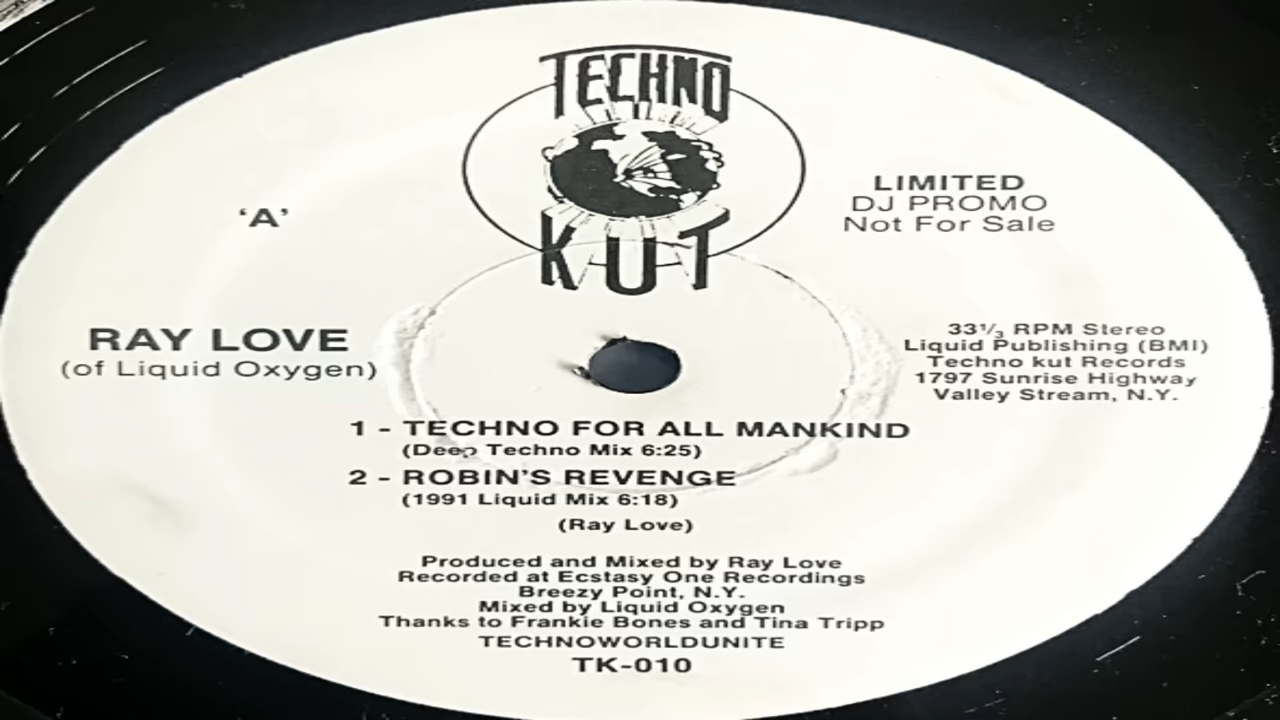 TECHNO
KUT
'A'
LIMITED
DJ PROMO
Not For Sale
RAY LOVE
(of Liquid Oxygen)
33⅓ RPM Stereo
Liquid Publishing (BMI)
Techno kut Records
1797 Sunrise Highway
Valley Stream, N.Y.
1 - TECHNO FOR ALL MANKIND
(Deep Techno Mix 6:25)
2 - ROBIN'S REVENGE
(1991 Liquid Mix 6:18)
(Ray Love)
Produced and Mixed by Ray Love
Recorded at Ecstasy One Recordings
Breezy Point, N.Y.
Mixed by Liquid Oxygen
Thanks to Frankie Bones and Tina Tripp
TECHNOWORLDUNITE
TK-010